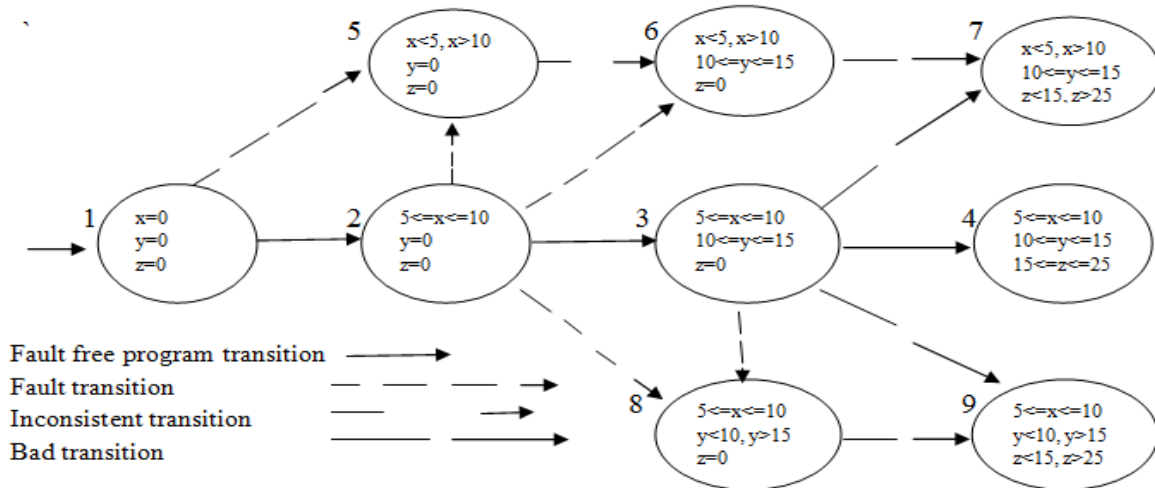 `
5
x<5, x>10
y=0
z=0
6
x<5, x>10
10<=y<=15
z=0
7
x<5, x>10
10<=y<=15
z<15, z>25
1
x=0
y=0
z=0
2
5<=x<=10
y=0
z=0
3
5<=x<=10
10<=y<=15
z=0
4
5<=x<=10
10<=y<=15
15<=z<=25
8
5<=x<=10
y<10, y>15
z=0
9
5<=x<=10
y<10, y>15
z<15, z>25
Fault free program transition
Fault transition
Inconsistent transition
Bad transition